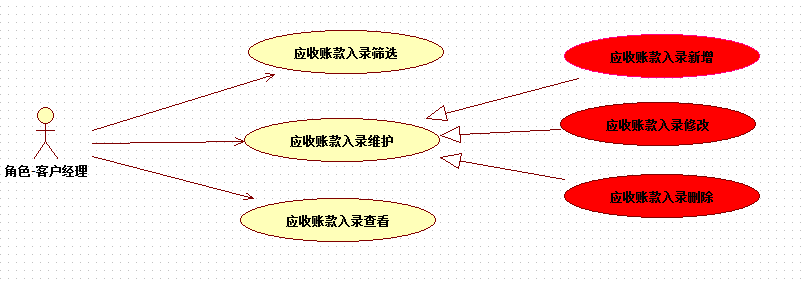 应收账款入录筛选
应收账款入录新增
应收账款入录修改
应收账款入录维护
角色-客户经理
应收账款入录删除
应收账款入录查看